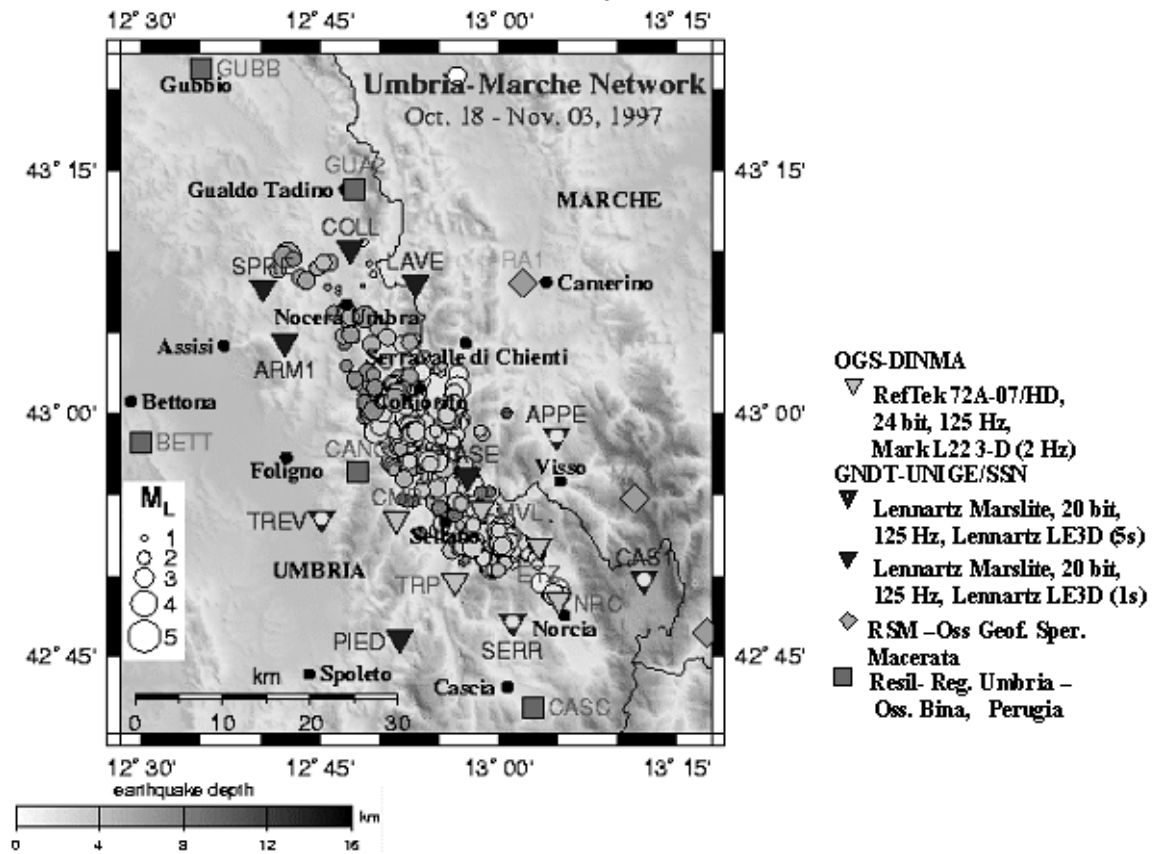 12° 30' 12° 45' 13° 00' 13° 15'
GUBB
Gubbio
Umbria-Marche Network
Oct. 18 - Nov. 03, 1997
43° 15' 43° 15'
GUA2
Gualdo Tadino
MARCHE
COLL
SPRE LAVE RA1
Camerino
Nocera Umbra
Assisi
Serravalle di Chienti
ARM1
Bettona
Colfiorito
43° 00' APPE 43° 00'
BETT
Foligno
Visso
M_L
1
2
3
4
5
TREV
MVL
Sellano
UMBRIA
TRP
CAS1
NRC
Norcia
PIED SERR
42° 45' 42° 45'
km
Spoleto
Cascia
CASC
0 10 20 30
12° 30' 12° 45' 13° 00' 13° 15'
earthquake depth
km
0 4 8 12 16
OGS-DINMA
RefTek 72A-07/HD,
24 bit, 125 Hz,
Mark L22 3-D (2 Hz)
GNDT-UNIGE/SSN
Lennartz Marslite, 20 bit,
125 Hz, Lennartz LE3D (5s)
Lennartz Marslite, 20 bit,
125 Hz, Lennartz LE3D (1s)
RSM –Oss Geof. Sper.
Macerata
Resil- Reg. Umbria –
Oss. Bina, Perugia